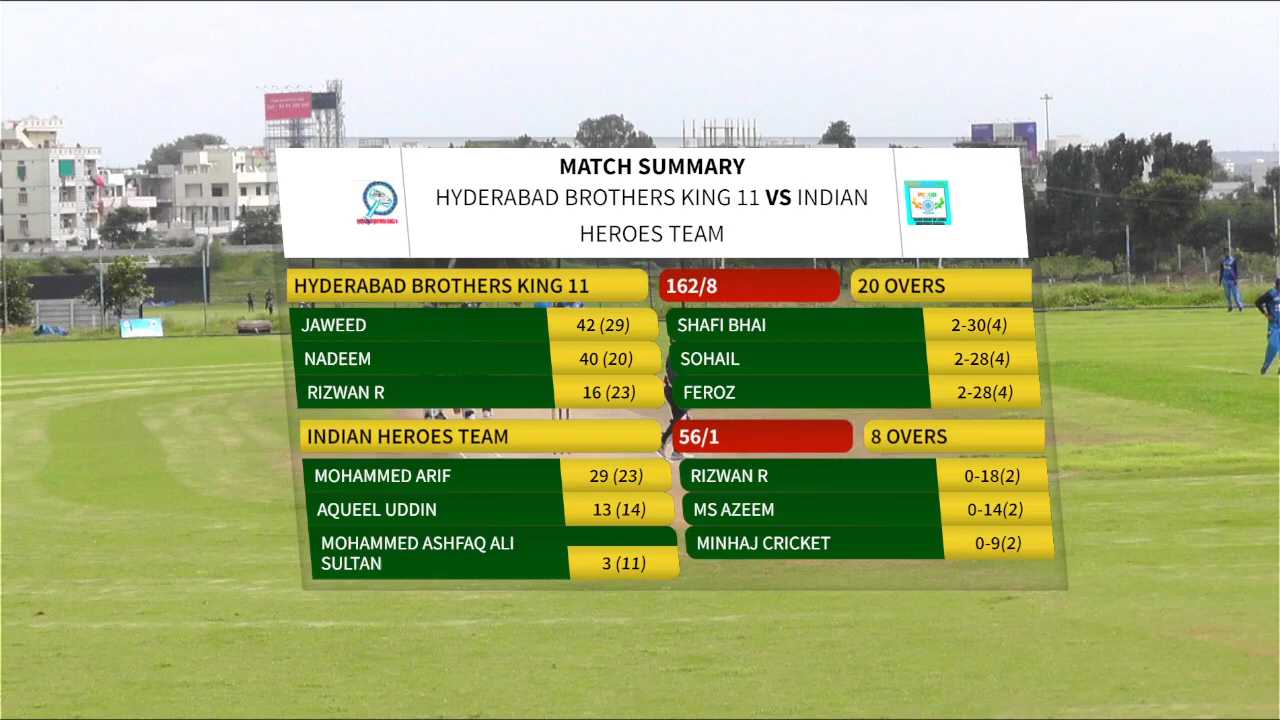 MATCH SUMMARY
HYDERABAD BROTHERS KING 11 VS INDIAN
HEROES TEAM
HYDERABAD BROTHERS KING 11 162/8 20 OVERS
JAWEED 42 (29) SHAFI BHAI 2-30(4)
NADEEM 40 (20) SOHAIL 2-28(4)
RIZWAN R 16 (23) FEROZ 2-28(4)
INDIAN HEROES TEAM 56/1 8 OVERS
MOHAMMED ARIF 29 (23) RIZWAN R 0-18(2)
AQUEEL UDDIN 13 (14) MS AZEEM 0-14(2)
MOHAMMED ASHFAQ ALI
SULTAN 3 (11) MINHAJ CRICKET 0-9(2)